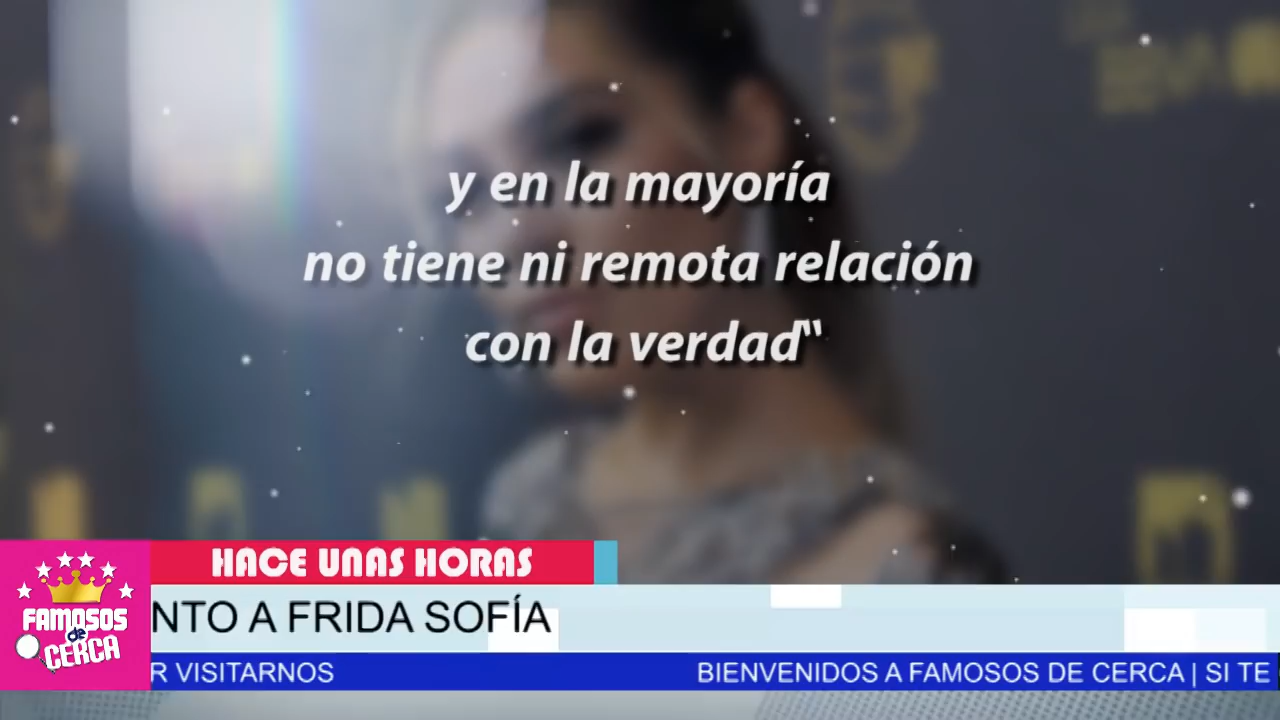 y en la mayoría
no tiene ni remota relación
con la verdad“
HACE UNAS HORAS
NTO A FRIDA SOFÍA
FAMOSOS
de
CERCA
R VISITARNOS
BIENVENIDOS A FAMOSOS DE CERCA | SI TE